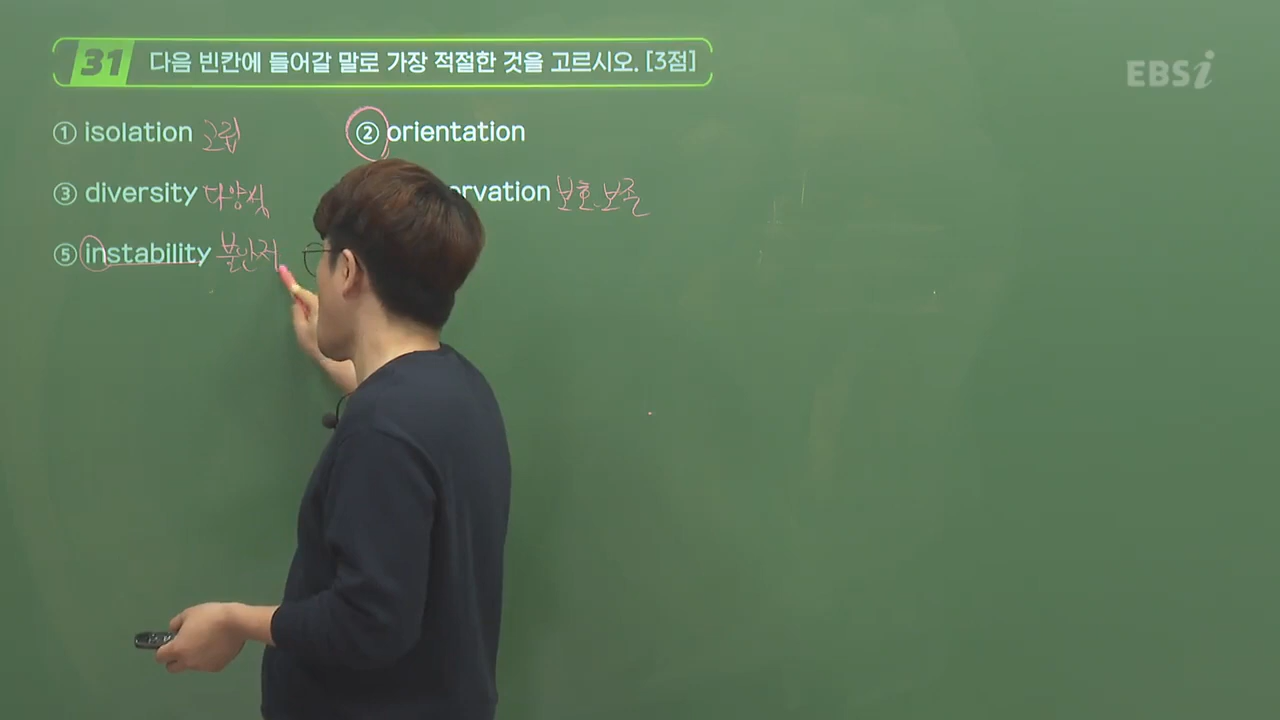 31 다음 빈칸에 들어갈 말로 가장 적절한 것을 고르시오. [3점]
EBSi
① isolation 고립 ② orientation
③ diversity 다양성 ervation 보호.보존
⑤ instability 불안저